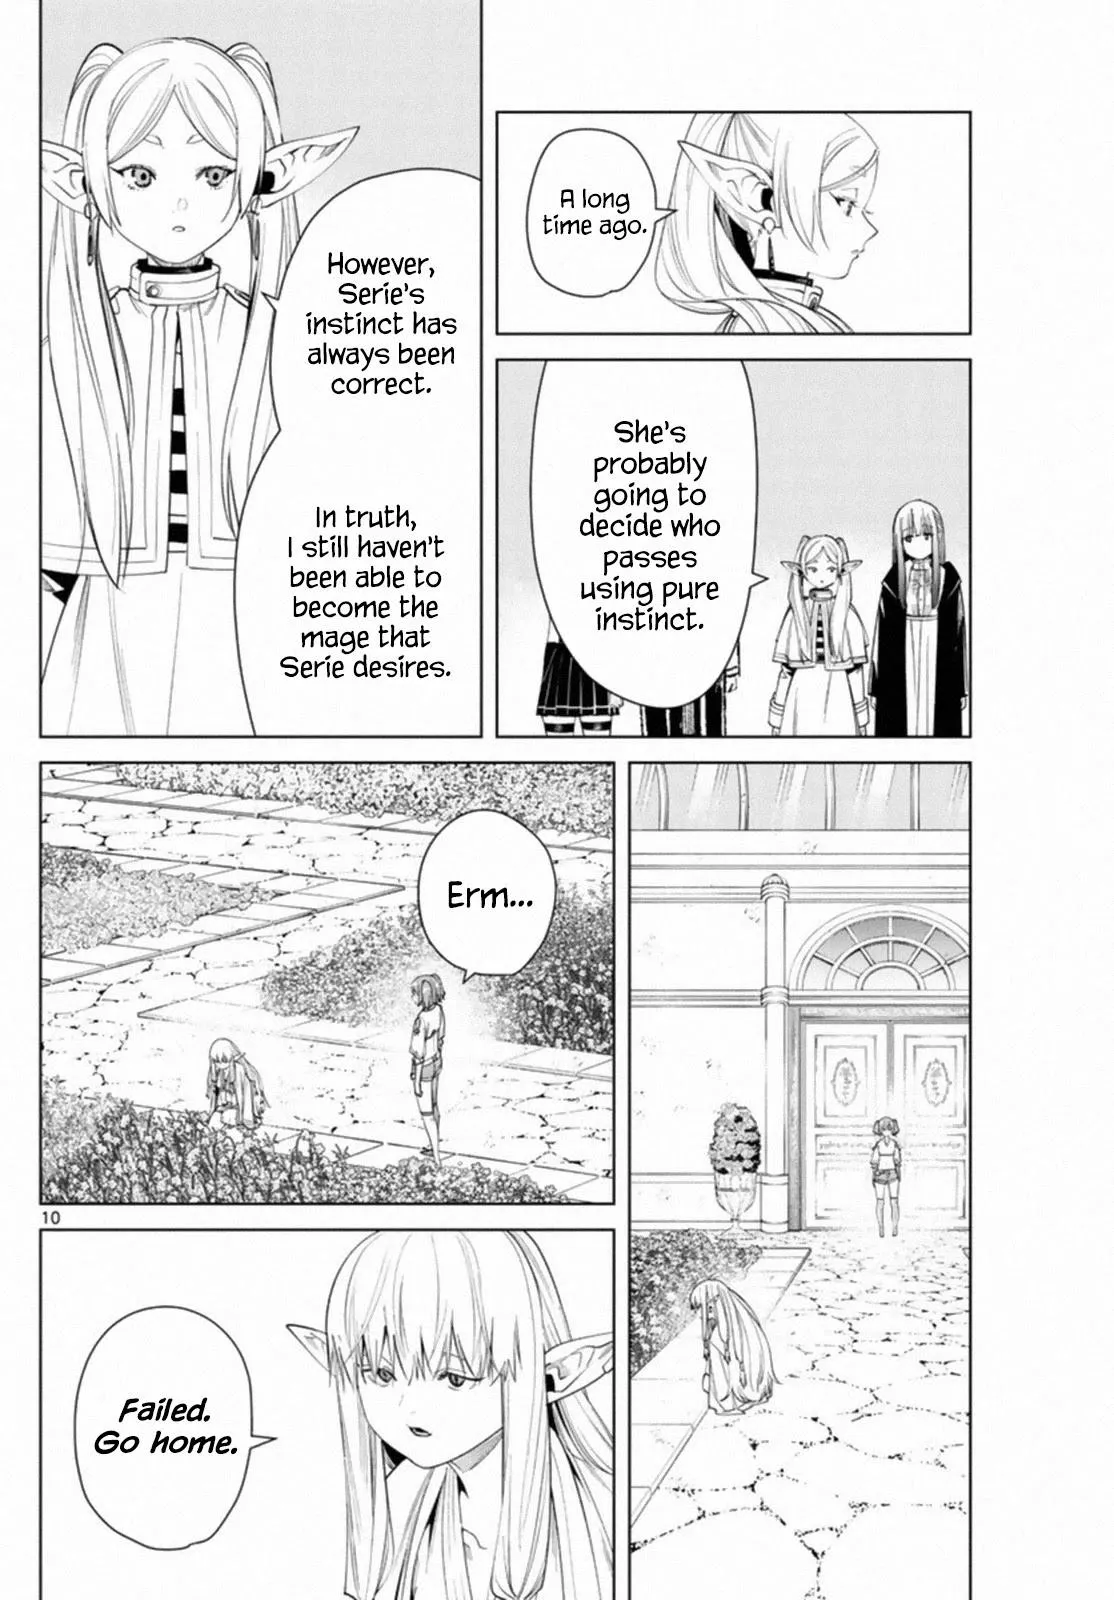 A long
time ago.
She's
probably
going to
decide who
passes
using pure
instinct.
However,
Serie's
instinct has
always been
correct.
In truth,
I still haven't
been able to
become the
mage that
Serie desires.
Erm...
10
Failed.
Go home.